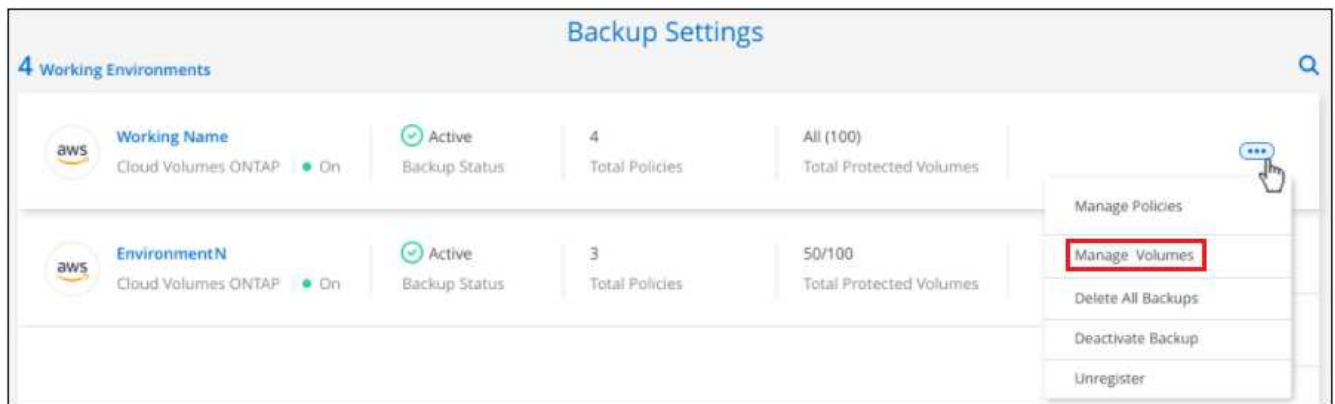 Backup Settings
4 Working Environments
aws
Working Name
Cloud Volumes ONTAP
On
Active
Backup Status
4
Total Policies
All (100)
Total Protected Volumes
Manage Policies
Manage Volumes
Delete All Backups
Deactivate Backup
Unregister
aws
EnvironmentN
Cloud Volumes ONTAP
On
Active
Backup Status
3
Total Policies
50/100
Total Protected Volumes